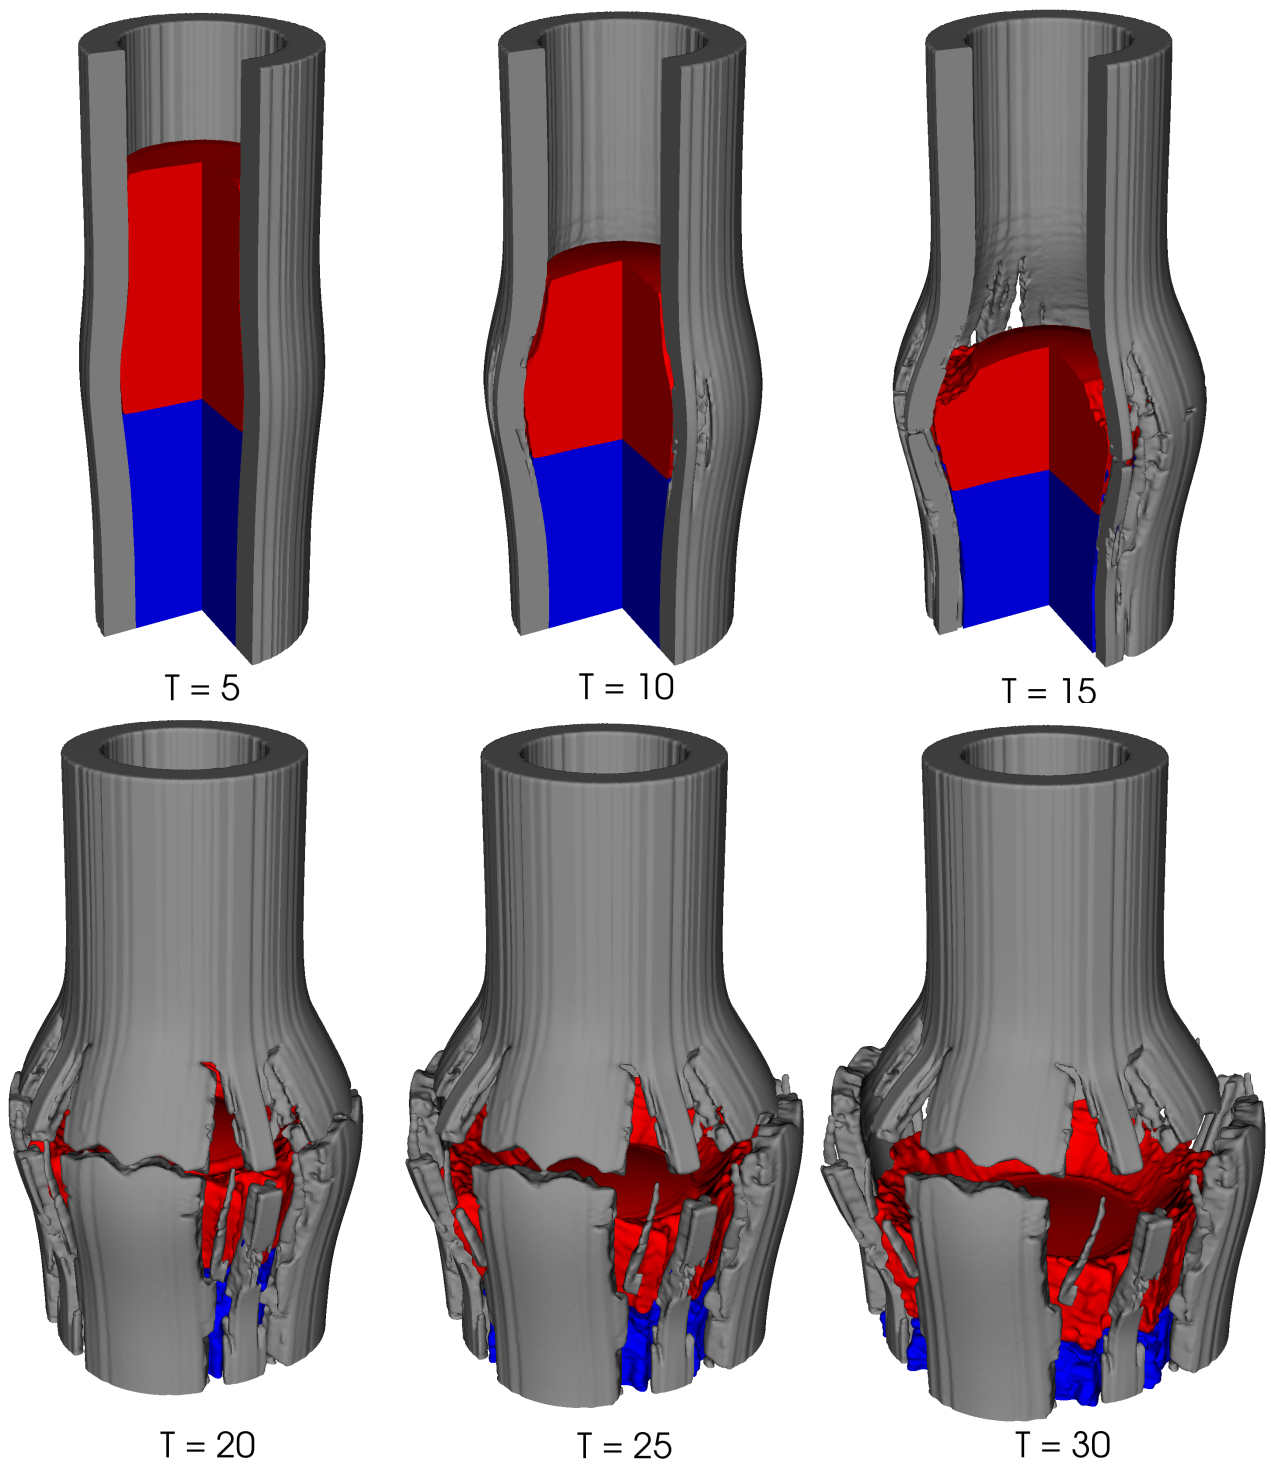 T = 5
T = 10
T = 15
T = 20
T = 25
T = 30